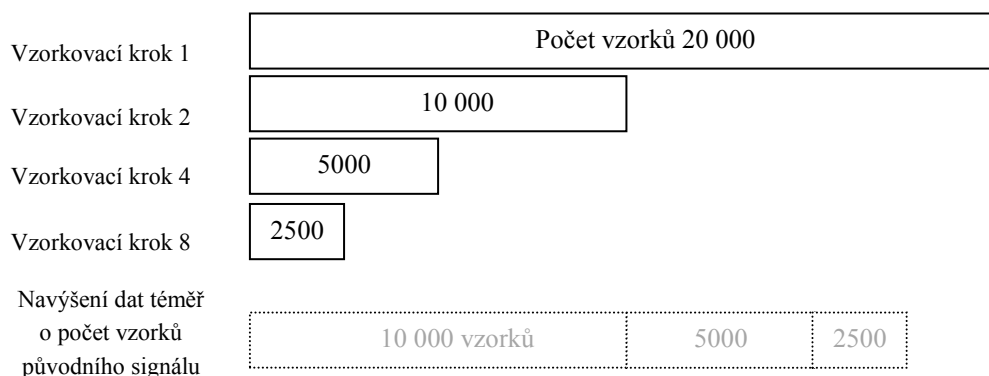 Vzorkovací krok 1
Počet vzorků 20 000
Vzorkovací krok 2
10 000
Vzorkovací krok 4
5000
Vzorkovací krok 8
2500
Navýšení dat téměř
o počet vzorků
původního signálu
10 000 vzorků
5000
2500